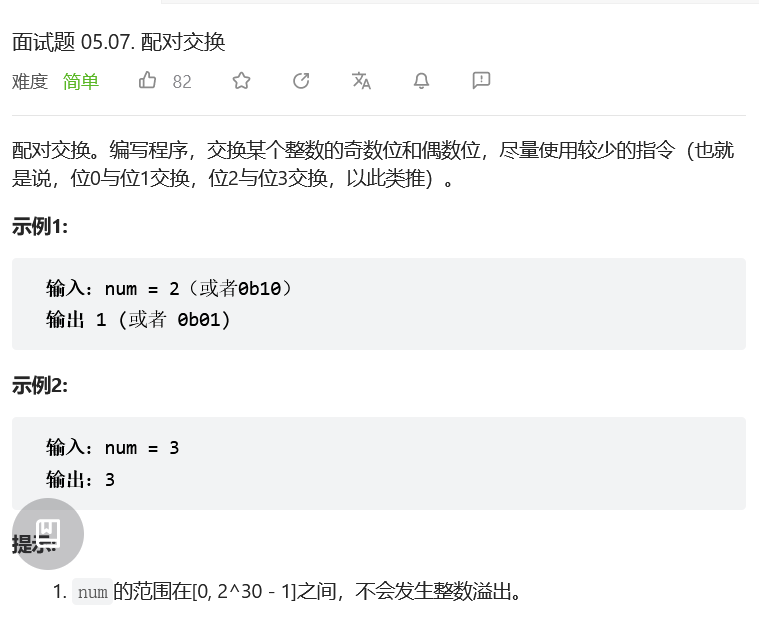 面试题 05.07. 配对交换
难度 简单 82
配对交换。编写程序，交换某个整数的奇数位和偶数位，尽量使用较少的指令（也就
是说，位0与位1交换，位2与位3交换，以此类推）。
示例1:
输入：num = 2（或者0b10）
输出 1 (或者 0b01)
示例2:
输入：num = 3
输出：3
提示:
1. num的范围在[0, 2^30 - 1]之间，不会发生整数溢出。